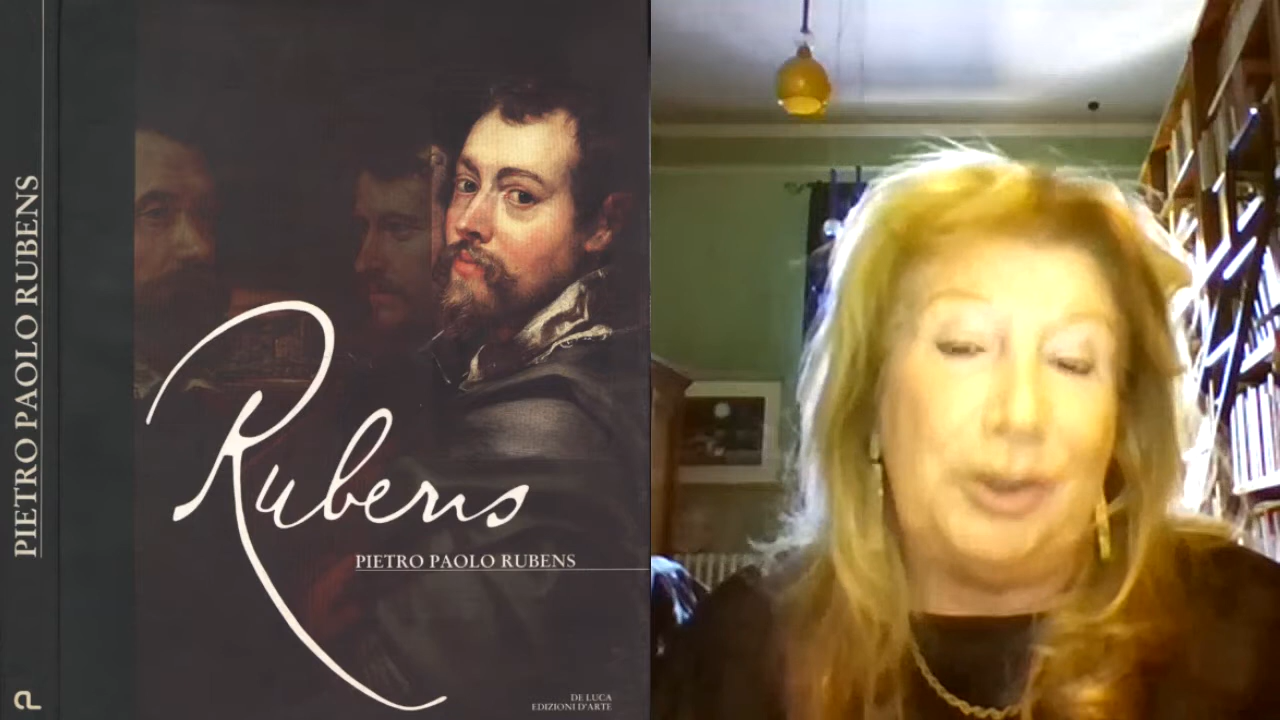 PIETRO PAOLO RUBENS
Rubens
PIETRO PAOLO RUBENS
DE LUCA
EDIZIONI D'ARTE